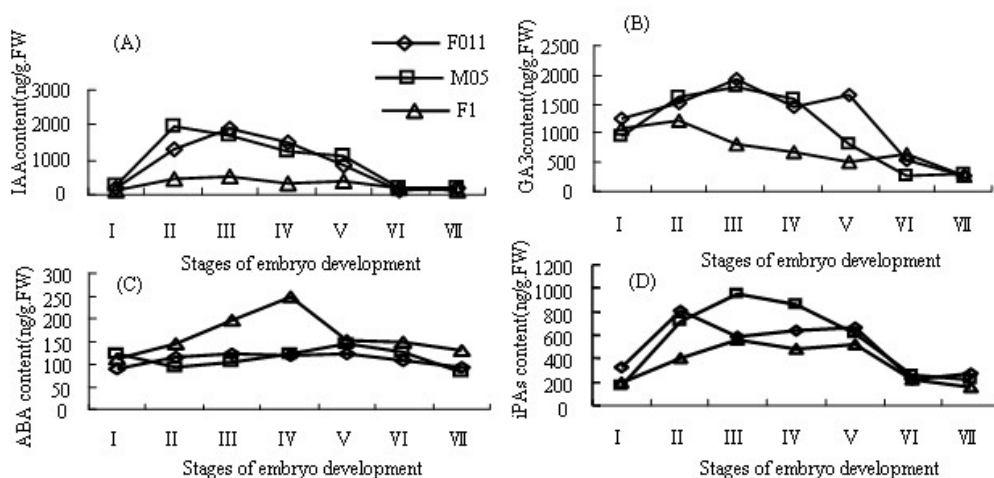 (A)
F011
M05
F1
IAAcontent(ng/g.FW
3000
2000
1000
0
I II III IV V VI VII
Stages of embryo development
(B)
GA3content(ng/g.FW)
2500
2000
1500
1000
500
0
I II III IV V VI VII
Stages of embryo development
(C)
ABA content(ng/g.FW)
300
250
200
150
100
50
0
I II III IV V VI VII
Stages of embryo development
(D)
iPAs content(ng/g.FW)
1200
1000
800
600
400
200
0
I II III IV V VI VII
Stages of embryo development